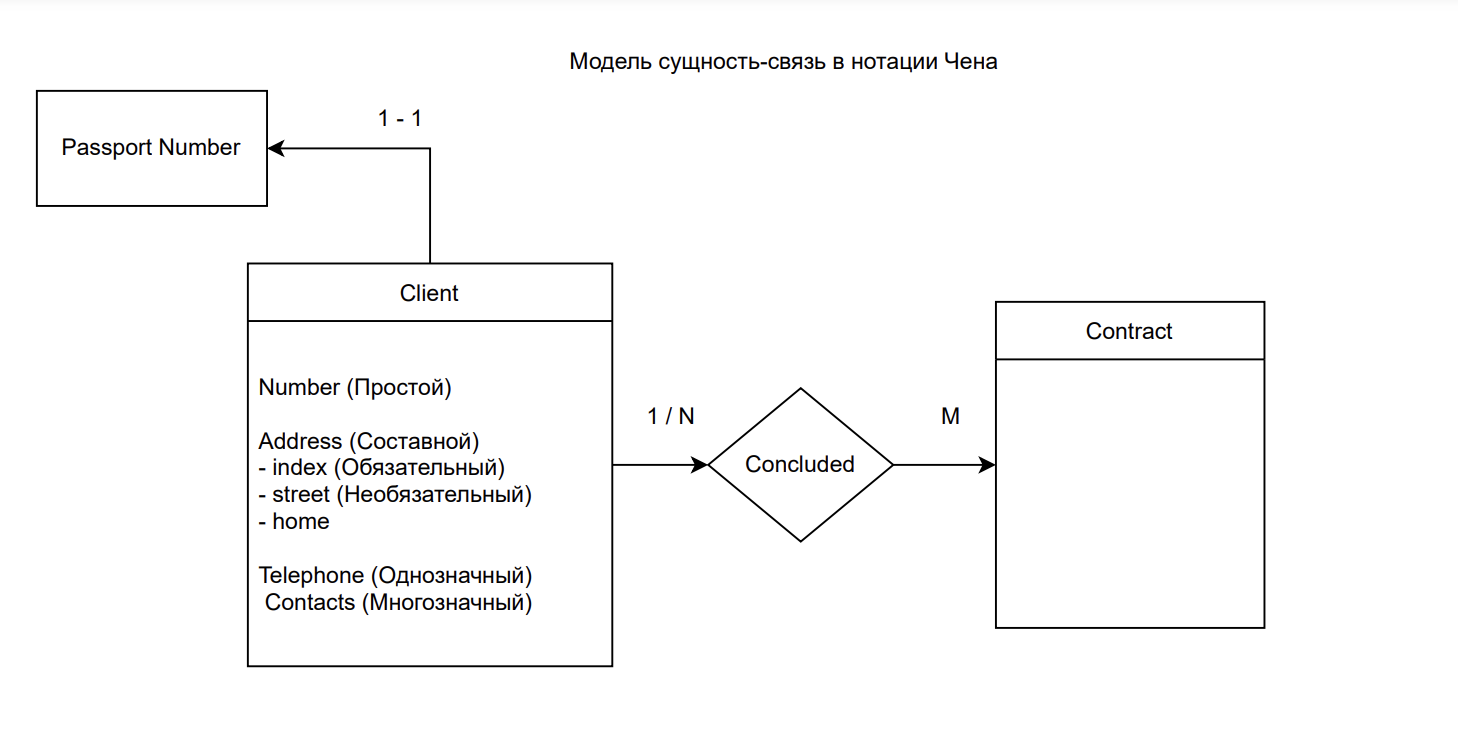 Модель сущность-связь в нотации Чена
1 - 1
Passport Number
Client
Number (Простой)
Address (Составной)
- index (Обязательный)
- street (Необязательный)
- home
Telephone (Однозначный)
Contacts (Многозначный)
1 / N
Concluded
M
Contract